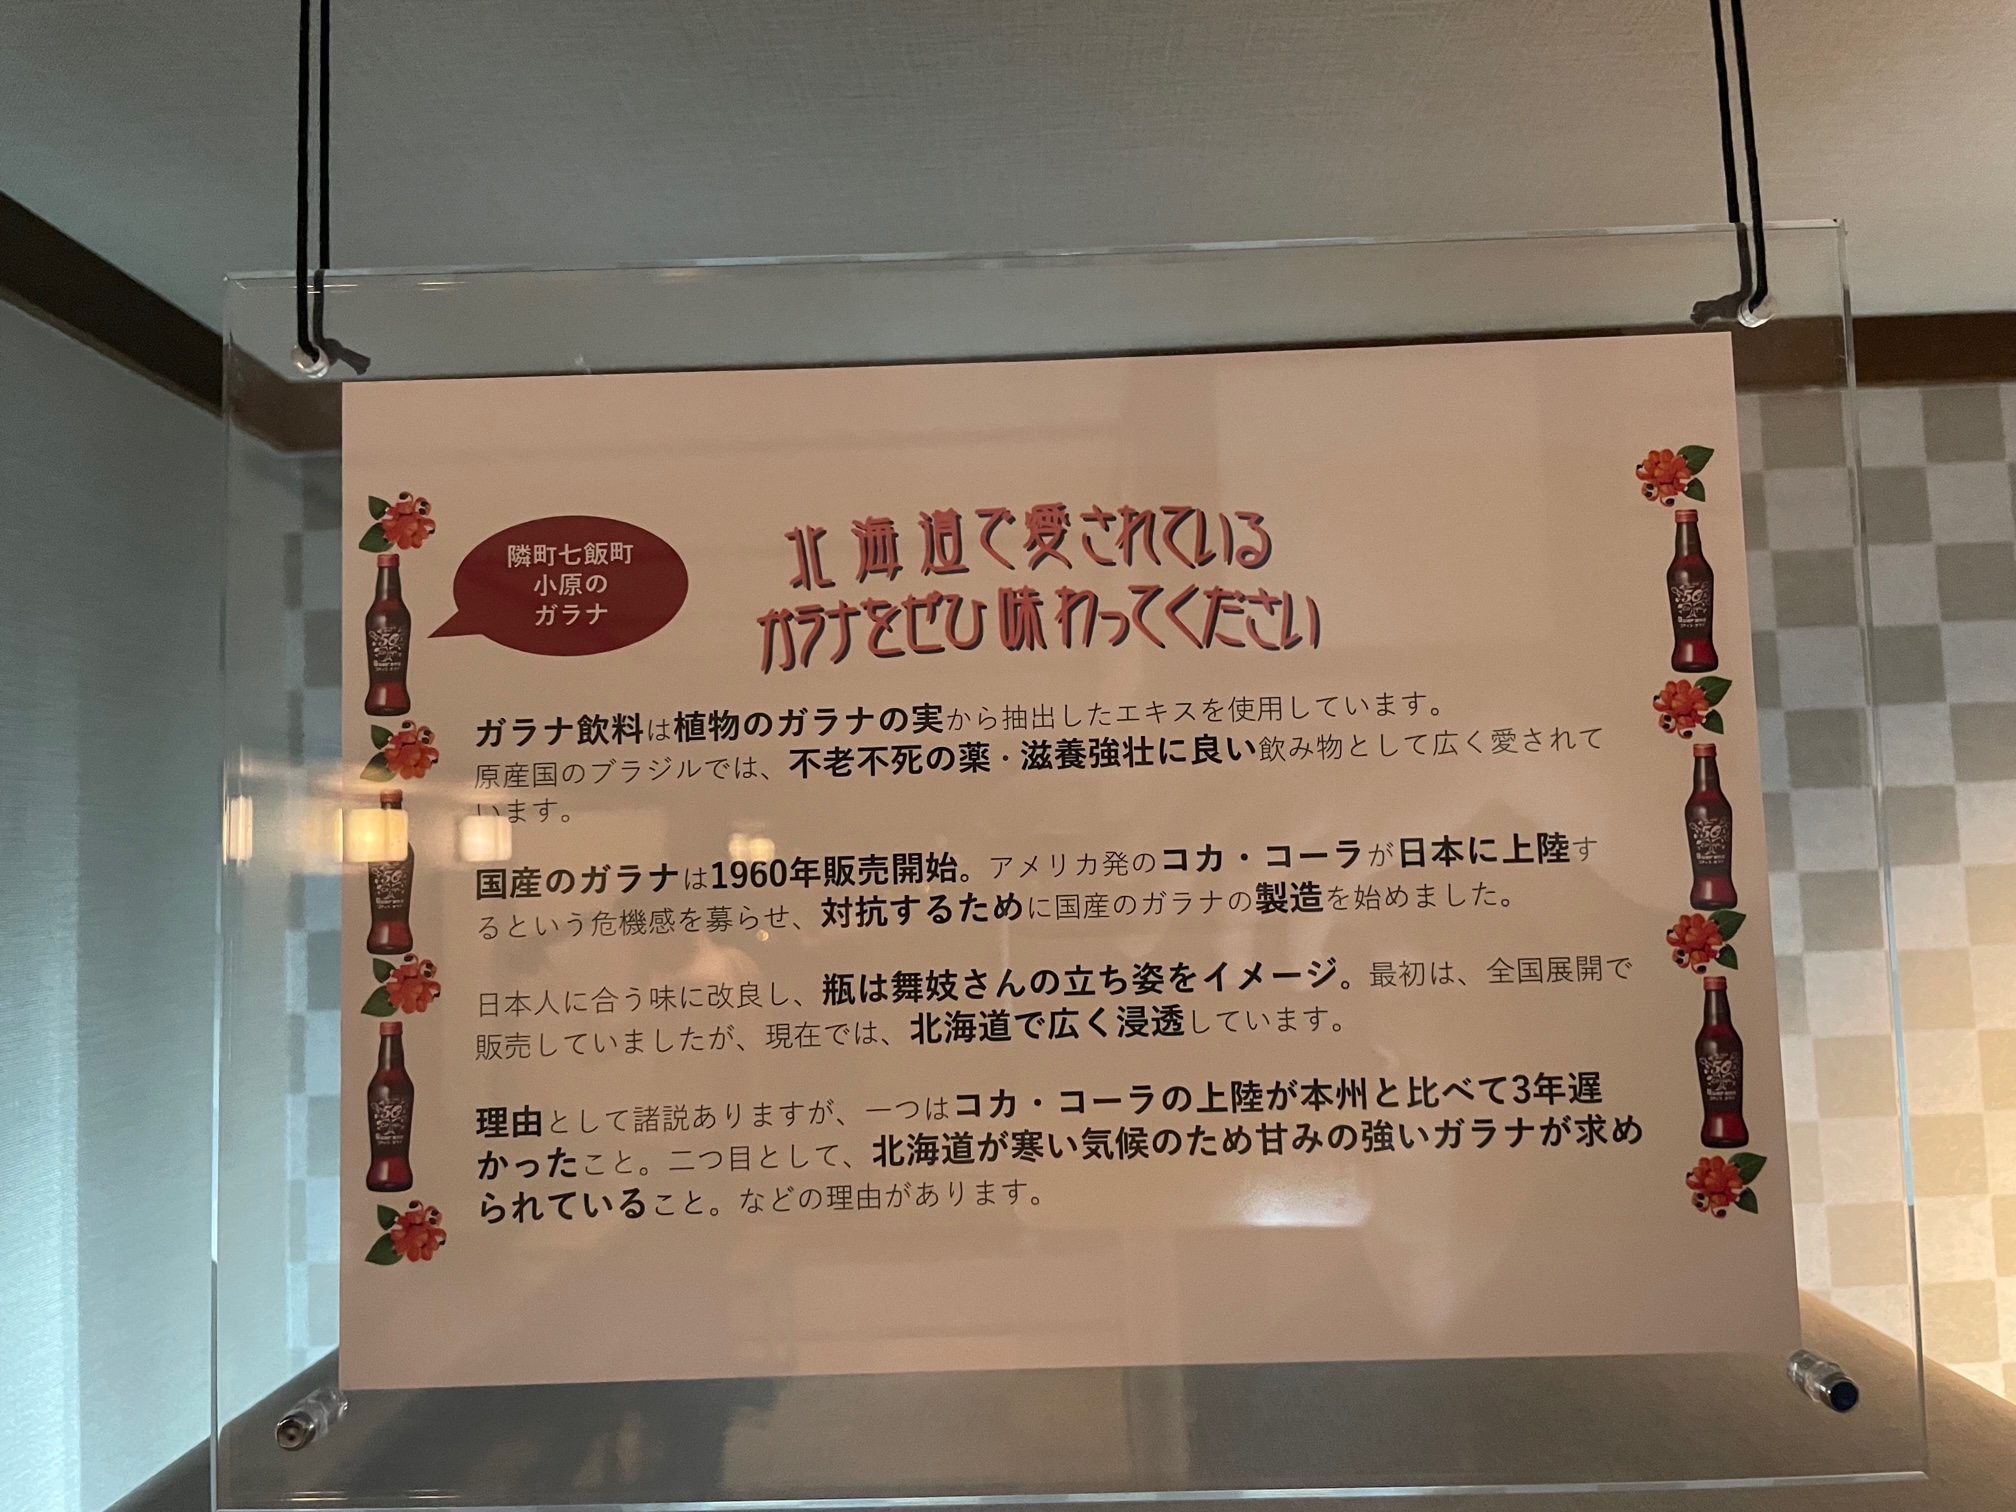 隣町七飯町
小原の
ガラナ
北海道で愛されている
ガラナをぜひ味わってください
ガラナ飲料は植物のガラナの実から抽出したエキスを使用しています。
原産国のブラジルでは、不老不死の薬・滋養強壮に良い飲み物として広く愛されて
います。
国産のガラナは1960年販売開始。アメリカ発のコカ・コーラが日本に上陸す
るという危機感を募らせ、対抗するために国産のガラナの製造を始めました。
日本人に合う味に改良し、瓶は舞妓さんの立ち姿をイメージ。最初は、全国展開で
販売していましたが、現在では、北海道で広く浸透しています。
理由として諸説ありますが、一つはコカ・コーラの上陸が本州と比べて3年遅
かったこと。二つ目として、北海道が寒い気候のため甘みの強いガラナが求め
られていること。などの理由があります。